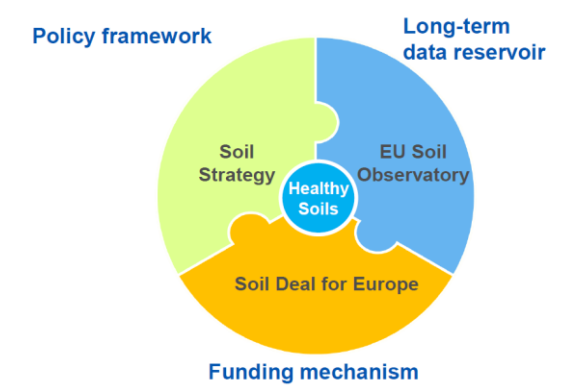 Policy framework
Long-term
data reservoir
Soil
Strategy
EU Soil
Observatory
Healthy
Soils
Soil Deal for Europe
Funding mechanism